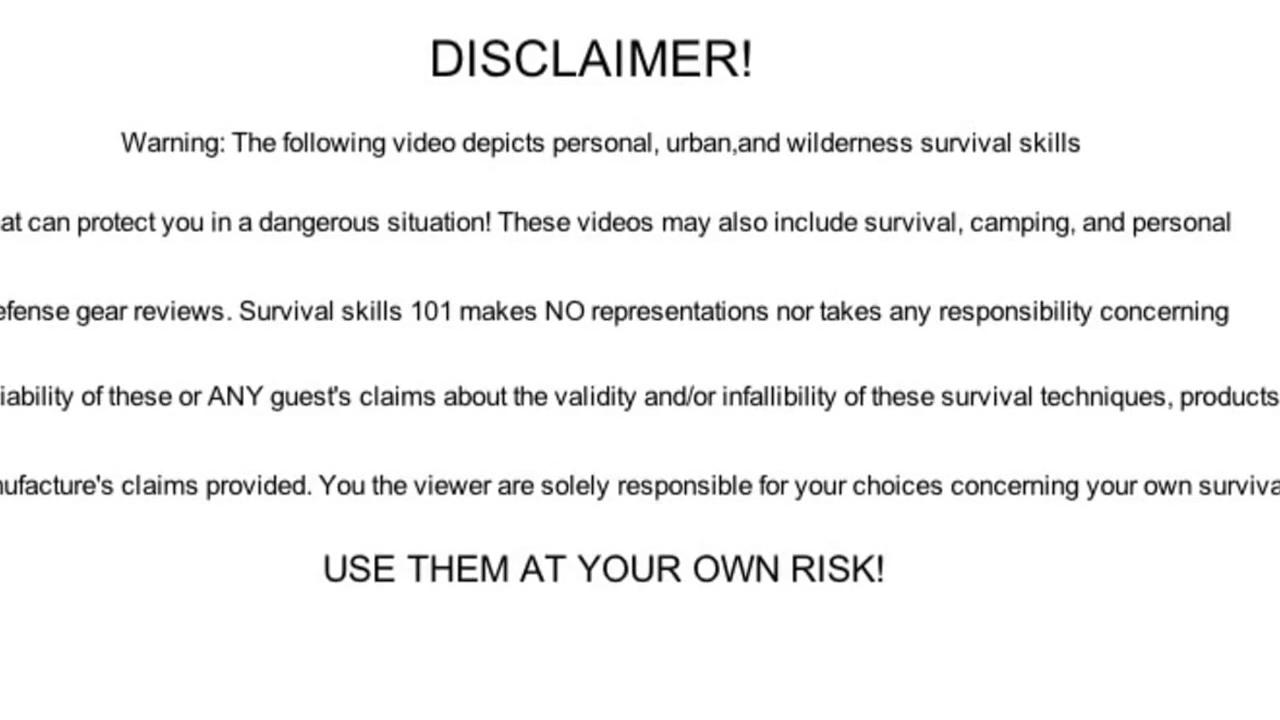 DISCLAIMER!
Warning: The following video depicts personal, urban,and wilderness survival skills
at can protect you in a dangerous situation! These videos may also include survival, camping, and personal
efense gear reviews. Survival skills 101 makes NO representations nor takes any responsibility concerning
iability of these or ANY guest's claims about the validity and/or infallibility of these survival techniques, products
nufacture's claims provided. You the viewer are solely responsible for your choices concerning your own surviva
USE THEM AT YOUR OWN RISK!